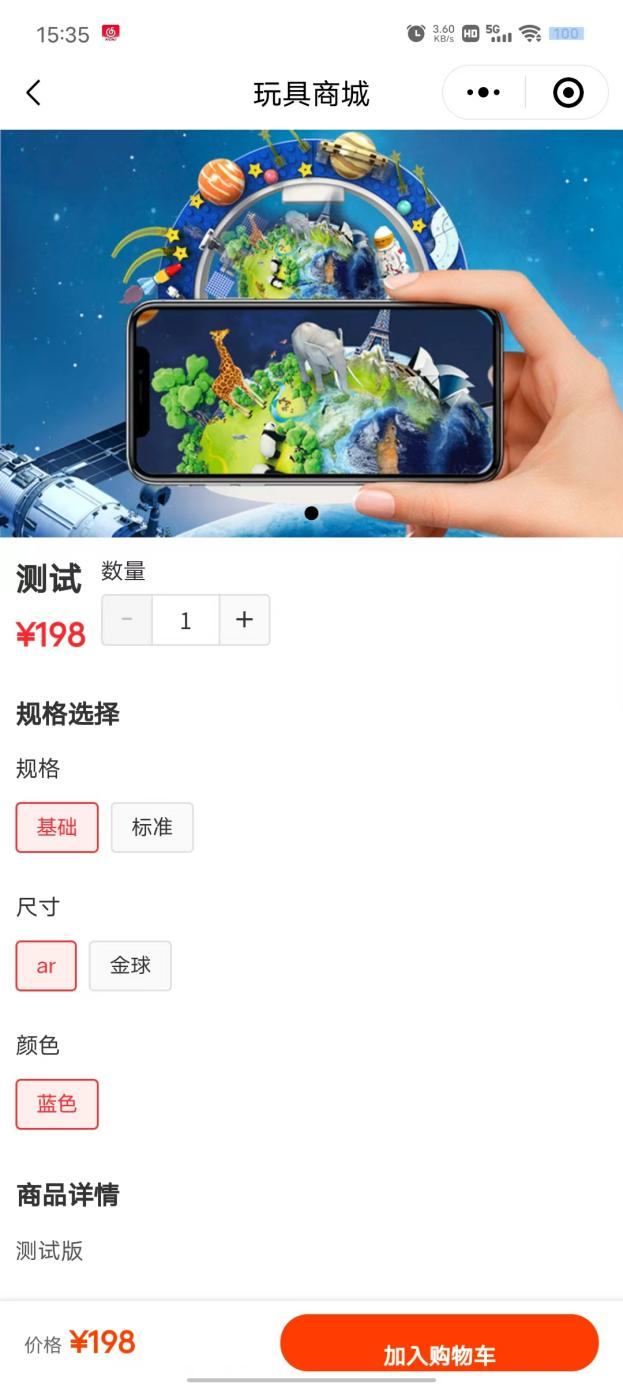 15:35
3.60 KB/s HD 5G 100
玩具商城
测试
数量
¥198
- 1 +
规格选择
规格
基础 标准
尺寸
ar 金球
颜色
蓝色
商品详情
测试版
价格 ¥198
加入购物车